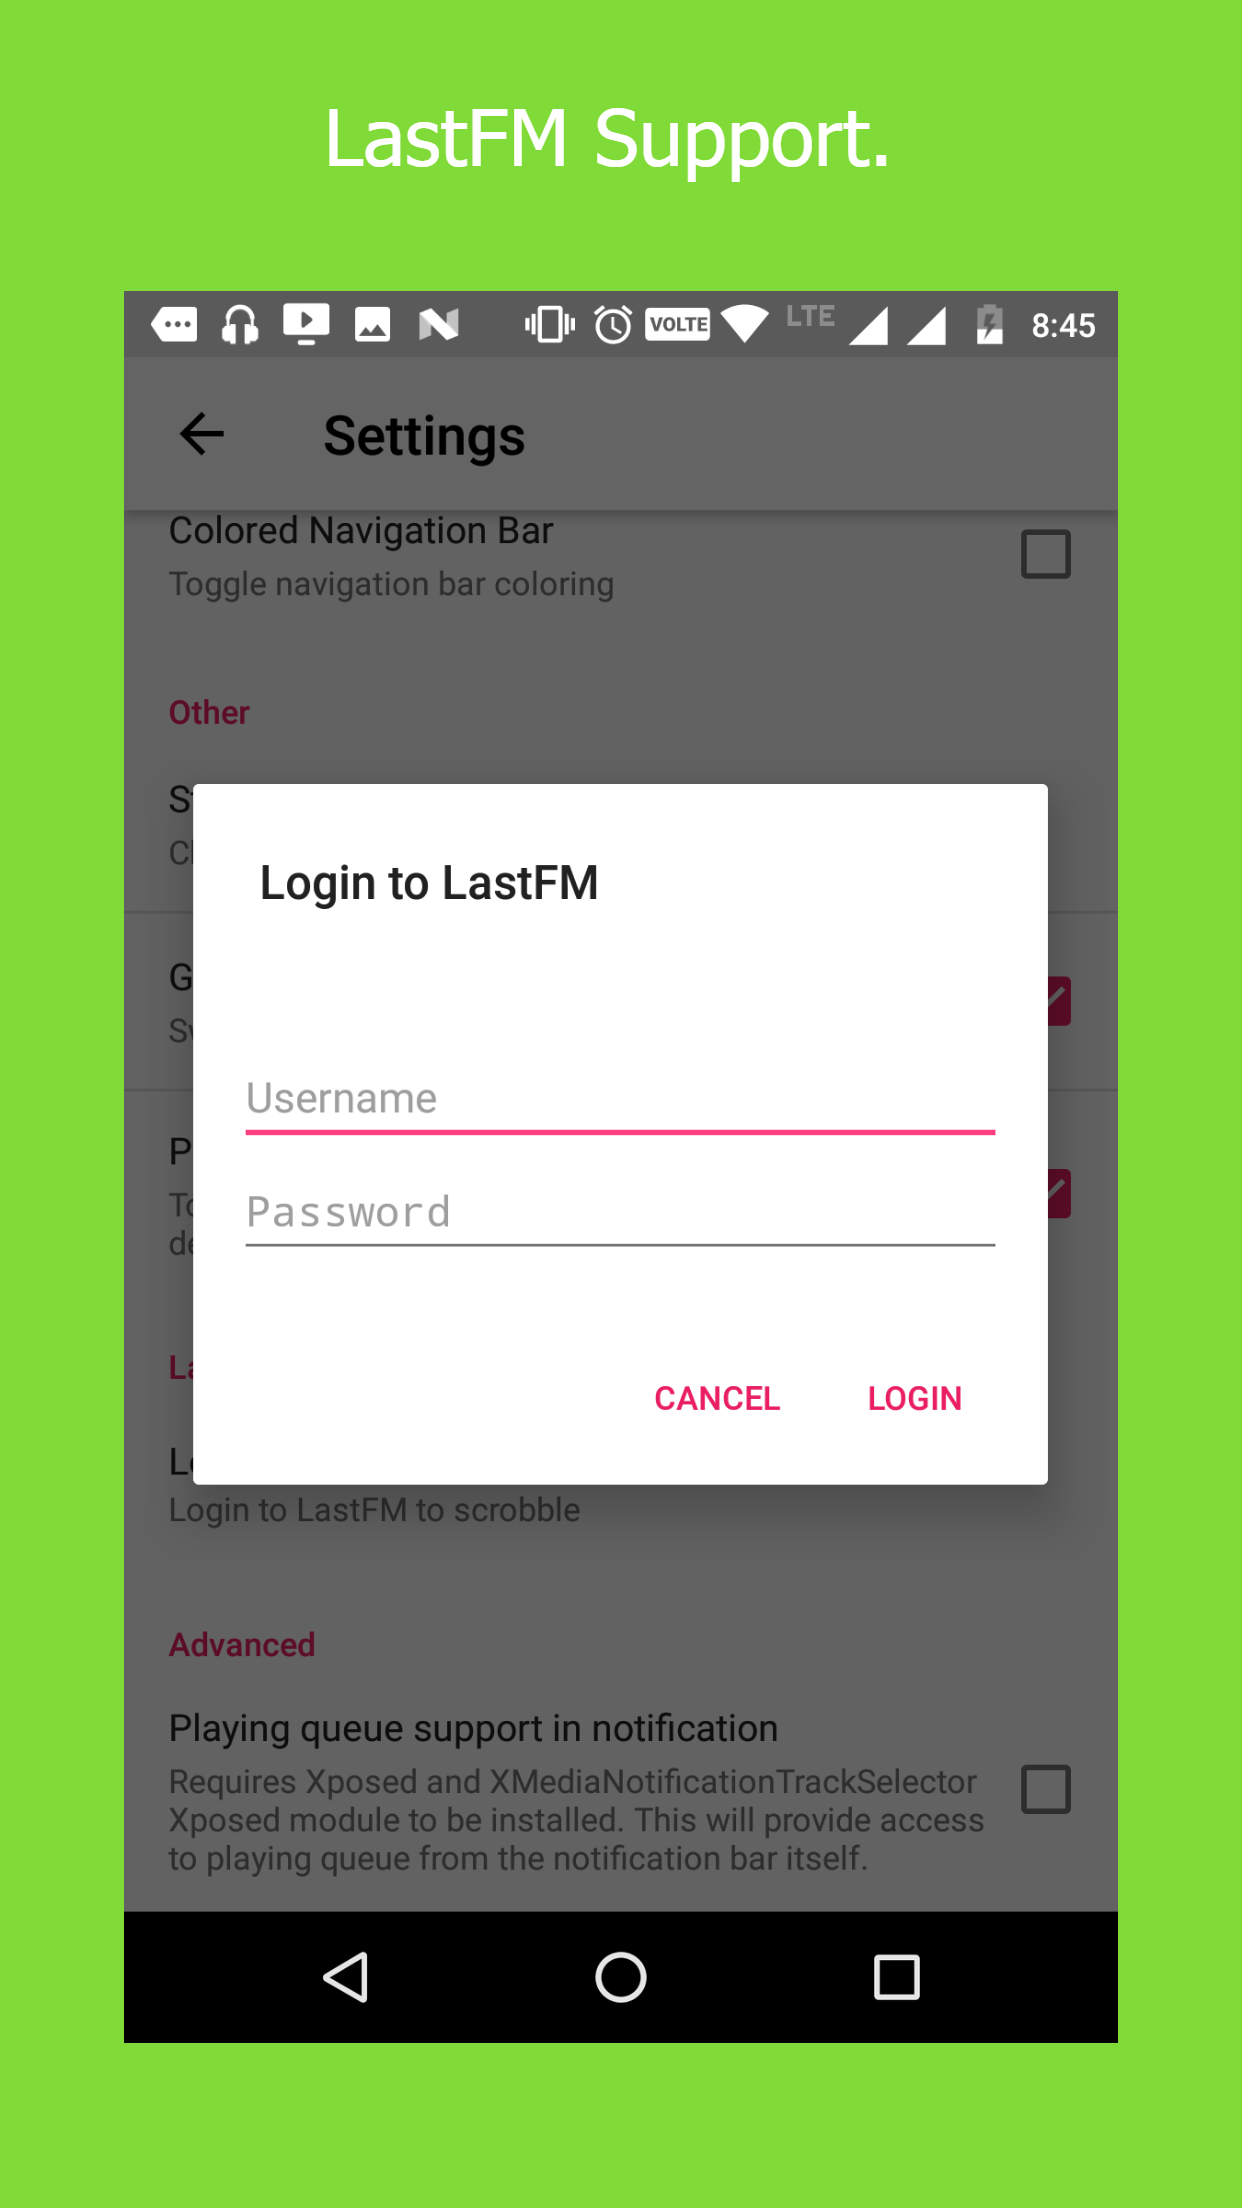 LastFM Support.
VOLTE LTE 8:45
Settings
Colored Navigation Bar
Toggle navigation bar coloring
Other
Login to LastFM
Username
Password
CANCEL LOGIN
Login to LastFM to scrobble
Advanced
Playing queue support in notification
Requires Xposed and XMediaNotificationTrackSelector
Xposed module to be installed. This will provide access
to playing queue from the notification bar itself.